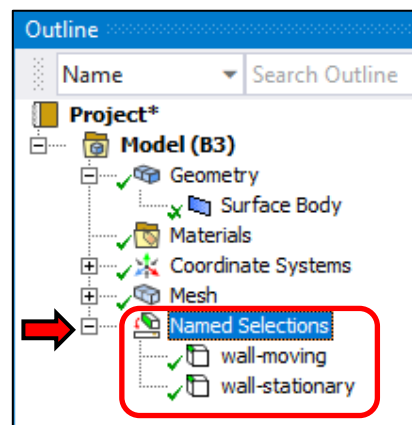 Outline
Name Search Outline
Project*
Model (B3)
Geometry
Surface Body
Materials
Coordinate Systems
Mesh
Named Selections
wall-moving
wall-stationary